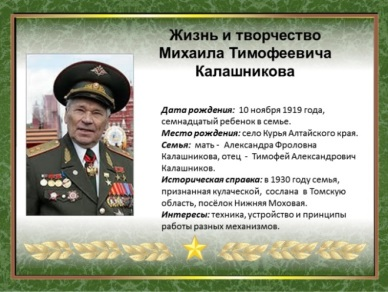 Жизнь и творчество
Михаила Тимофеевича
Калашникова
Дата рождения: 10 ноября 1919 года,
семнадцатый ребенок в семье.
Место рождения: село Курья Алтайского края.
Семья: мать - Александра Фроловна
Калашникова, отец - Тимофей Александрович
Калашников.
Историческая справка: в 1930 году семья,
признанная кулаческой, сослана в Томскую
область, посёлок Нижняя Моховая.
Интересы: техника, устройство и принципы
работы разных механизмов.